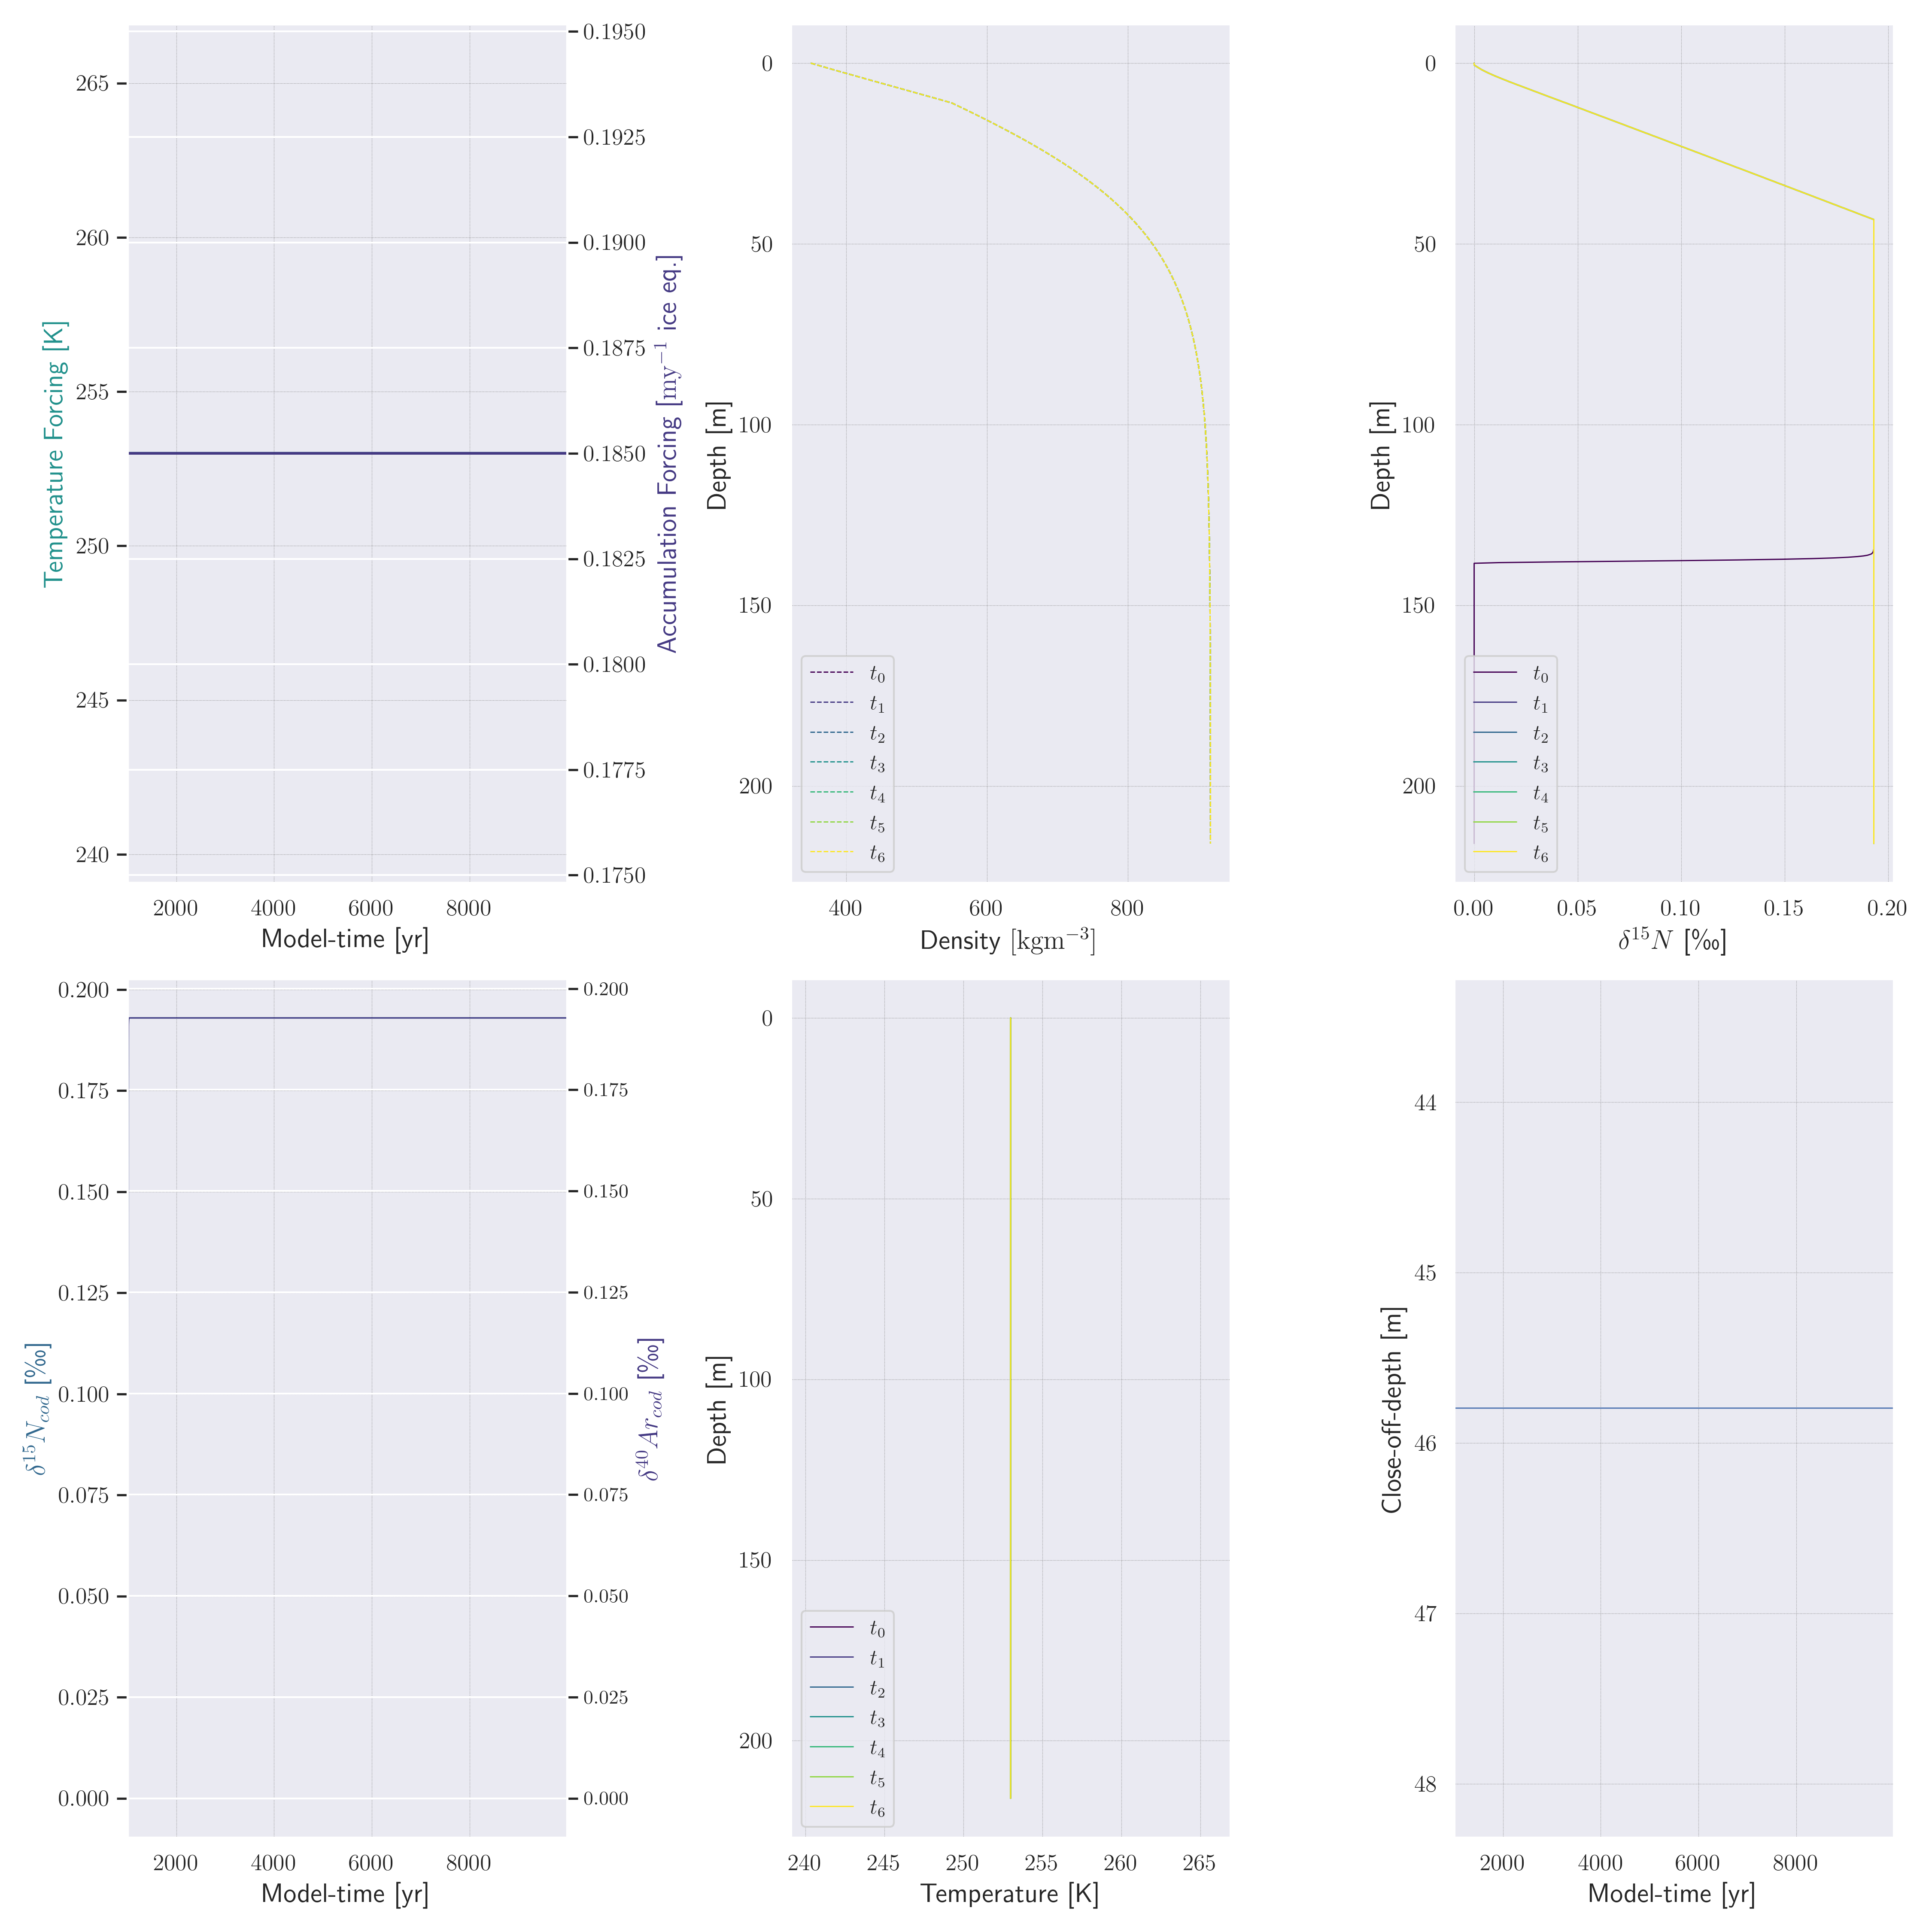 265
260
255
250
245
240
Temperature Forcing [K]
0.1950
0.1925
0.1900
0.1875
0.1850
0.1825
0.1800
0.1775
0.1750
Accumulation Forcing [my⁻¹ ice eq.]
2000 4000 6000 8000
Model-time [yr]
0
50
100
150
200
Depth [m]
t₀
t₁
t₂
t₃
t₄
t₅
t₆
400 600 800
Density [kgm⁻³]
0
50
100
150
200
Depth [m]
t₀
t₁
t₂
t₃
t₄
t₅
t₆
0.00 0.05 0.10 0.15 0.20
δ¹⁵N [‰]
0.200
0.175
0.150
0.125
0.100
0.075
0.050
0.025
0.000
δ¹⁵N_cod [‰]
0.200
0.175
0.150
0.125
0.100
0.075
0.050
0.025
0.000
δ⁴⁰Ar_cod [‰]
2000 4000 6000 8000
Model-time [yr]
0
50
100
150
200
Depth [m]
t₀
t₁
t₂
t₃
t₄
t₅
t₆
240 245 250 255 260 265
Temperature [K]
44
45
46
47
48
Close-off-depth [m]
2000 4000 6000 8000
Model-time [yr]